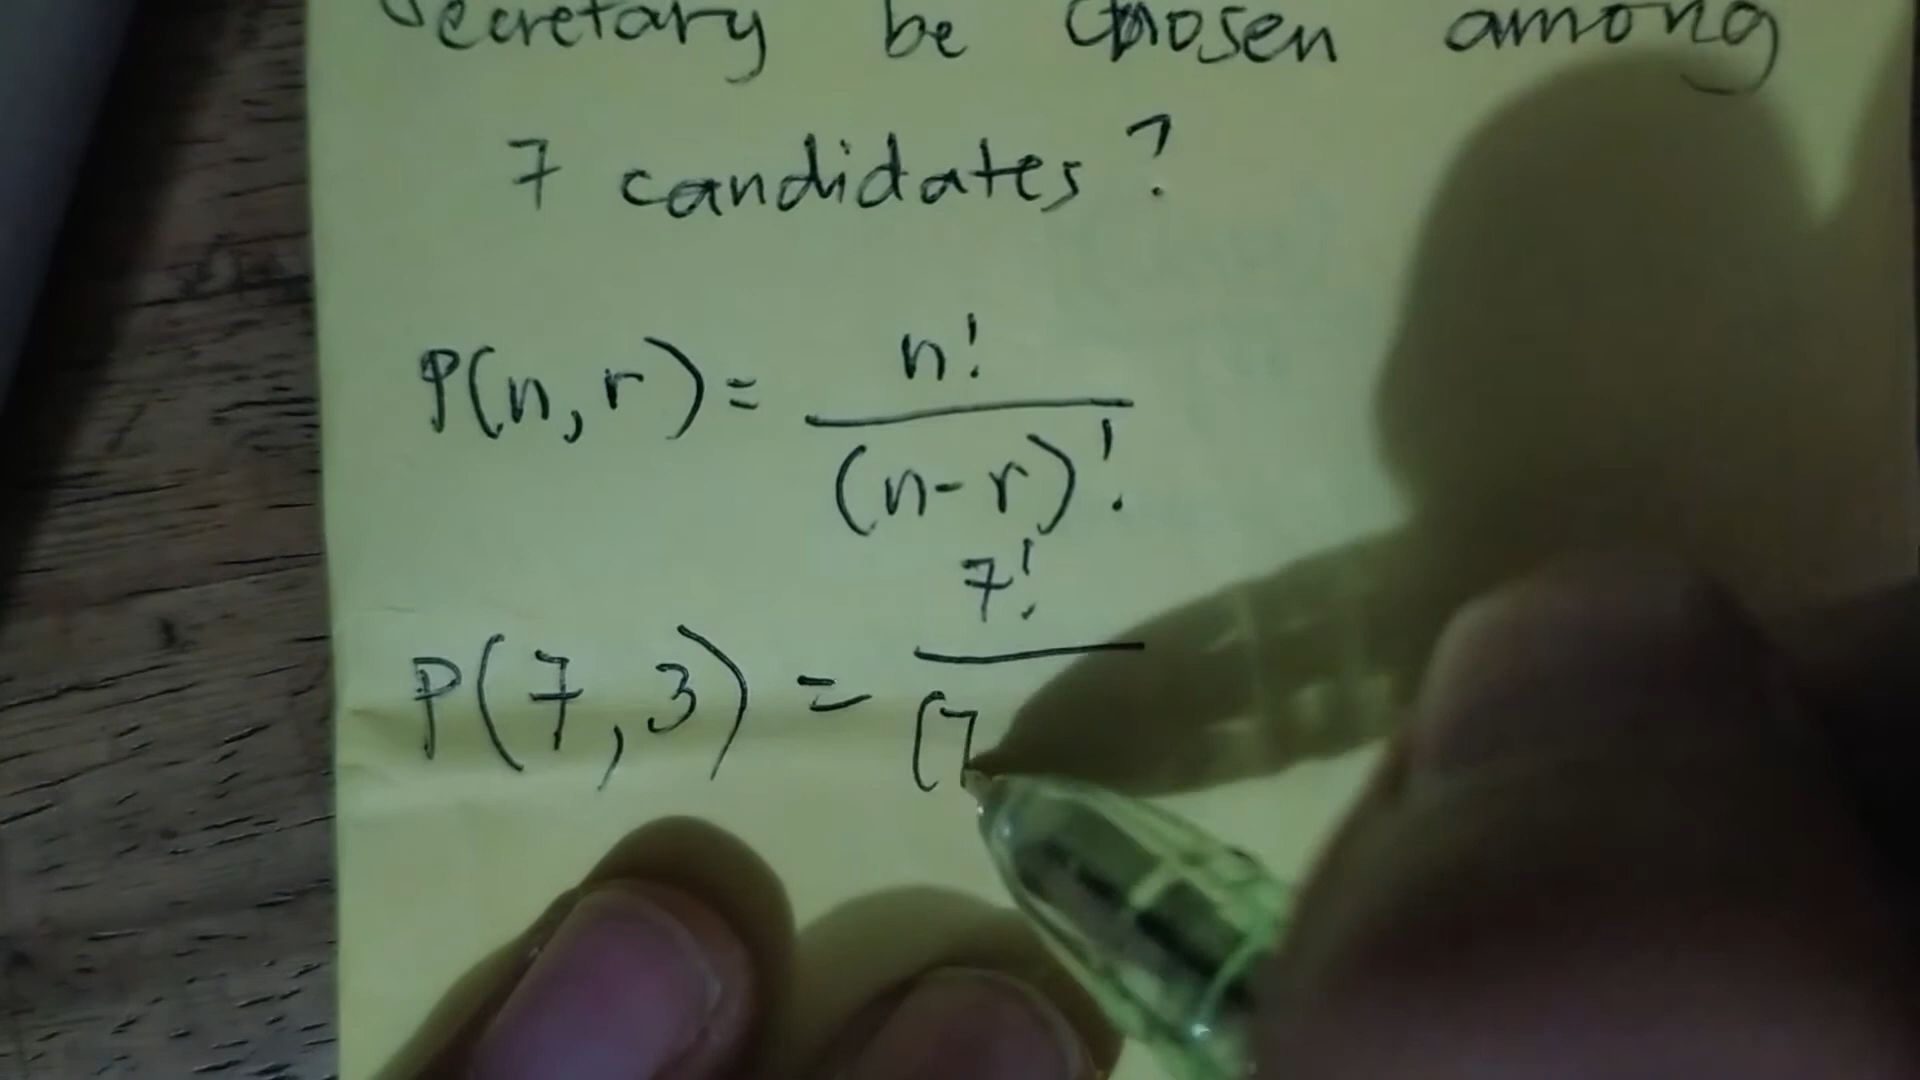 Secretary be chosen among
7 candidates?
P(n,r) = n!
(n-r)!
P(7,3) = 7!
(7